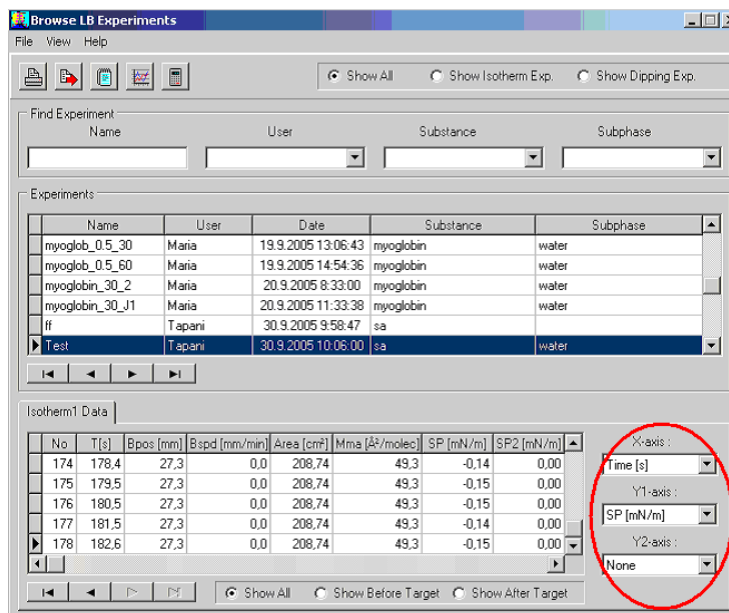 Browse LB Experiments
File View Help
Show All Show Isotherm Exp. Show Dipping Exp.
Find Experiment
Name User Substance Subphase
Experiments
Name User Date Substance Subphase
myoglob_0.5_30 Maria 19.9.2005 13:06:43 myoglobin water
myoglob_0.5_60 Maria 19.9.2005 14:54:36 myoglobin water
myoglobin_30_2 Maria 20.9.2005 8:33:00 myoglobin water
myoglobin_30_J1 Maria 20.9.2005 11:33:38 myoglobin water
ff Tapani 30.9.2005 9:58:47 sa
Test Tapani 30.9.2005 10:06:00 sa water
Isotherm1 Data
No T[s] Bpos [mm] Bspd [mm/min] Area [cm²] Mma [Å²/molec] SP [mN/m] SP2 [mN/m]
174 178,4 27,3 0,0 208,74 49,3 -0,14 0,00
175 179,5 27,3 0,0 208,74 49,3 -0,15 0,00
176 180,5 27,3 0,0 208,74 49,3 -0,15 0,00
177 181,5 27,3 0,0 208,74 49,3 -0,14 0,00
178 182,6 27,3 0,0 208,74 49,3 -0,15 0,00
X-axis :
Time [s]
Y1-axis :
SP [mN/m]
Y2-axis :
None
Show All Show Before Target Show After Target